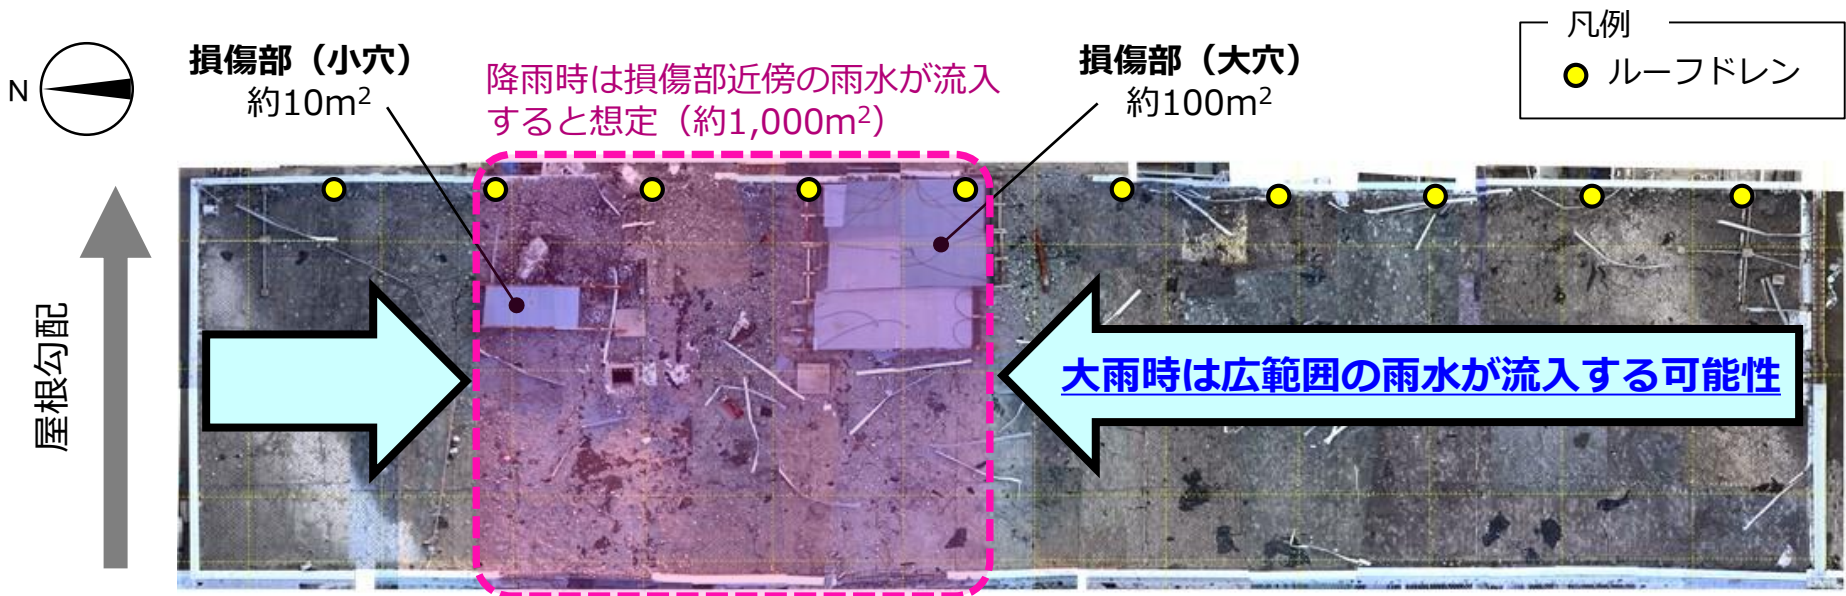 N
損傷部（小穴）
約10m²
降雨時は損傷部近傍の雨水が流入
すると想定（約1,000m²）
損傷部（大穴）
約100m²
凡例
ルーフドレン
屋根勾配
大雨時は広範囲の雨水が流入する可能性